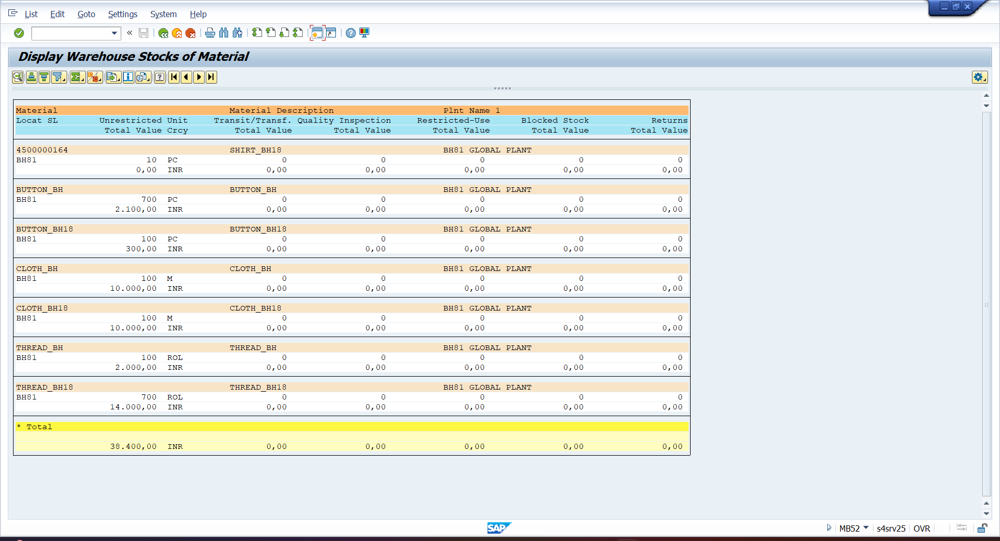 List Edit Goto Settings System Help
Display Warehouse Stocks of Material
Material Material Description Plnt Name 1
Locat SL Unrestricted Unit Transit/Transf. Quality Inspection Restricted-Use Blocked Stock Returns
Total Value Crcy Total Value Total Value Total Value Total Value Total Value
4500000164 SHIRT_BH18 BH81 GLOBAL PLANT
BH81 10 PC 0 0 0 0 0
0,00 INR 0,00 0,00 0,00 0,00 0,00
BUTTON_BH BUTTON_BH BH81 GLOBAL PLANT
BH81 700 PC 0 0 0 0 0
2.100,00 INR 0,00 0,00 0,00 0,00 0,00
BUTTON_BH18 BUTTON_BH18 BH81 GLOBAL PLANT
BH81 100 PC 0 0 0 0 0
300,00 INR 0,00 0,00 0,00 0,00 0,00
CLOTH_BH CLOTH_BH BH81 GLOBAL PLANT
BH81 100 M 0 0 0 0 0
10.000,00 INR 0,00 0,00 0,00 0,00 0,00
CLOTH_BH18 CLOTH_BH18 BH81 GLOBAL PLANT
BH81 100 M 0 0 0 0 0
10.000,00 INR 0,00 0,00 0,00 0,00 0,00
THREAD_BH THREAD_BH BH81 GLOBAL PLANT
BH81 100 ROL 0 0 0 0 0
2.000,00 INR 0,00 0,00 0,00 0,00 0,00
THREAD_BH18 THREAD_BH18 BH81 GLOBAL PLANT
BH81 700 ROL 0 0 0 0 0
14.000,00 INR 0,00 0,00 0,00 0,00 0,00
* Total
38.400,00 INR 0,00 0,00 0,00 0,00 0,00
SAP MB52 s4srv25 OVR